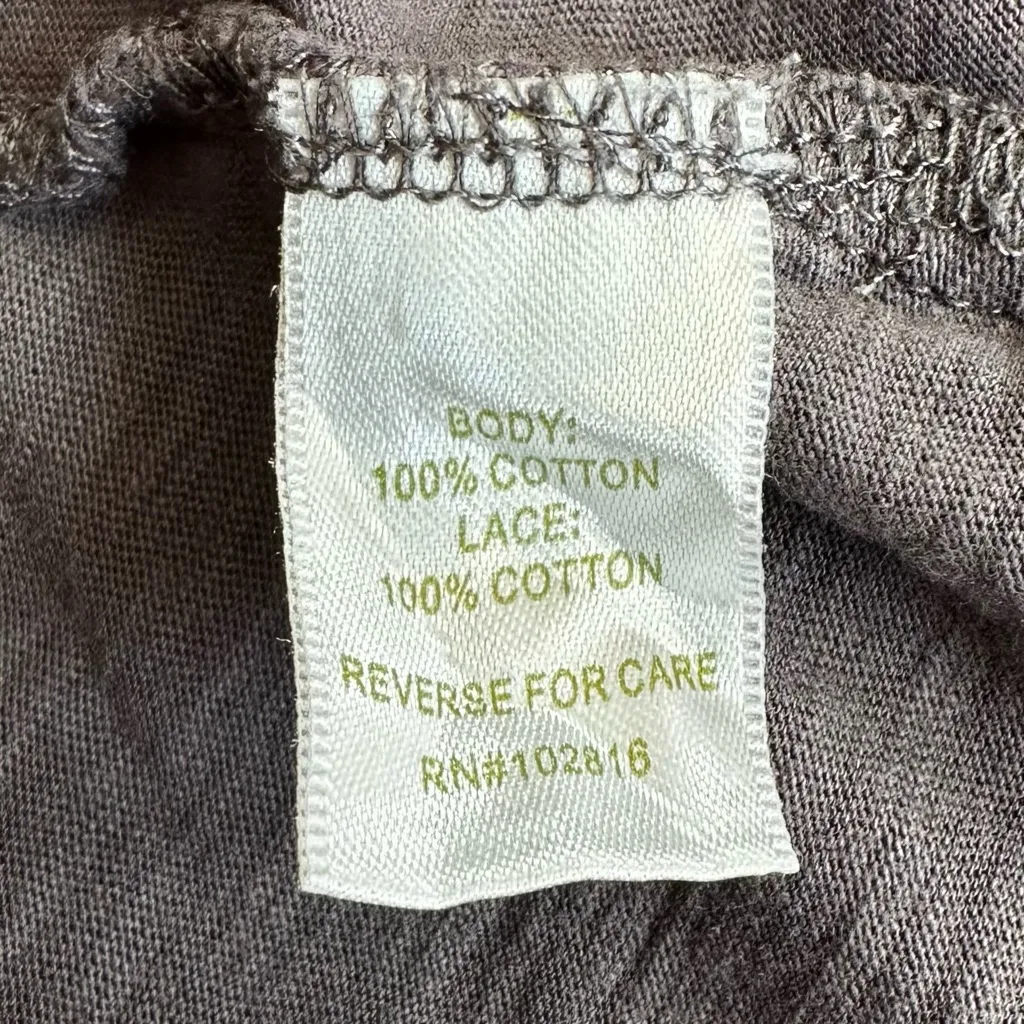 BODY:
100% COTTON
LACE:
100% COTTON
REVERSE FOR CARE
RN#102816